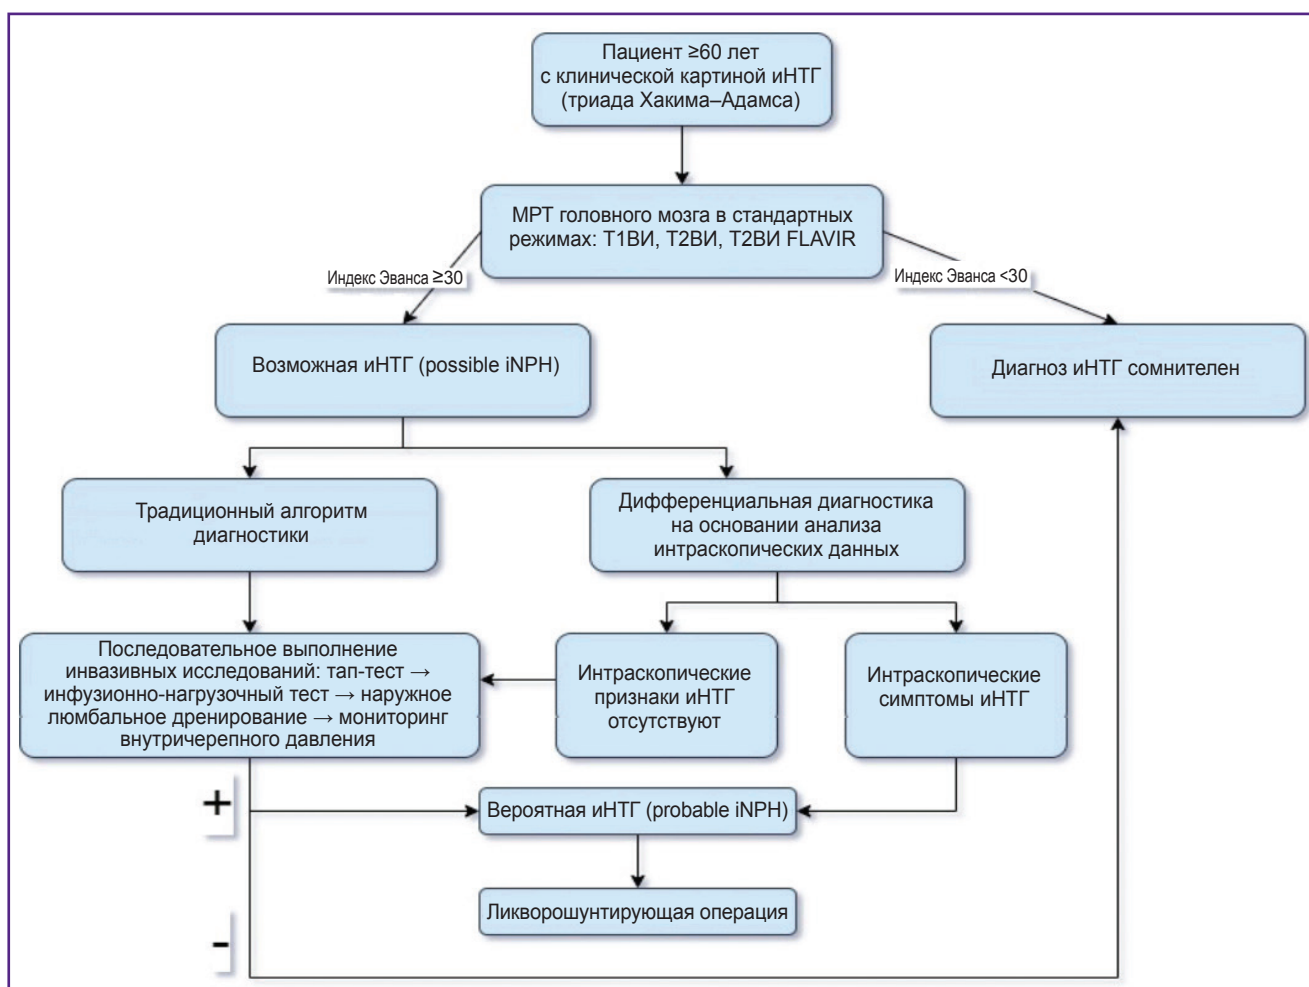 Пациент ≥60 лет
с клинической картиной иНТГ
(триада Хакима–Адамса)
МРТ головного мозга в стандартных
режимах: Т1ВИ, Т2ВИ, Т2ВИ FLAVIR
Индекс Эванса ≥30
Индекс Эванса <30
Возможная иНТГ (possible iNPH)
Диагноз иНТГ сомнителен
Традиционный алгоритм
диагностики
Дифференциальная диагностика
на основании анализа
интраскопических данных
Последовательное выполнение
инвазивных исследований: тап-тест →
инфузионно-нагрузочный тест → наружное
люмбальное дренирование → мониторинг
внутричерепного давления
Интраскопические
признаки иНТГ
отсутствуют
Интраскопические
симптомы иНТГ
+
Вероятная иНТГ (probable iNPH)
Ликворошунтирующая операция
-